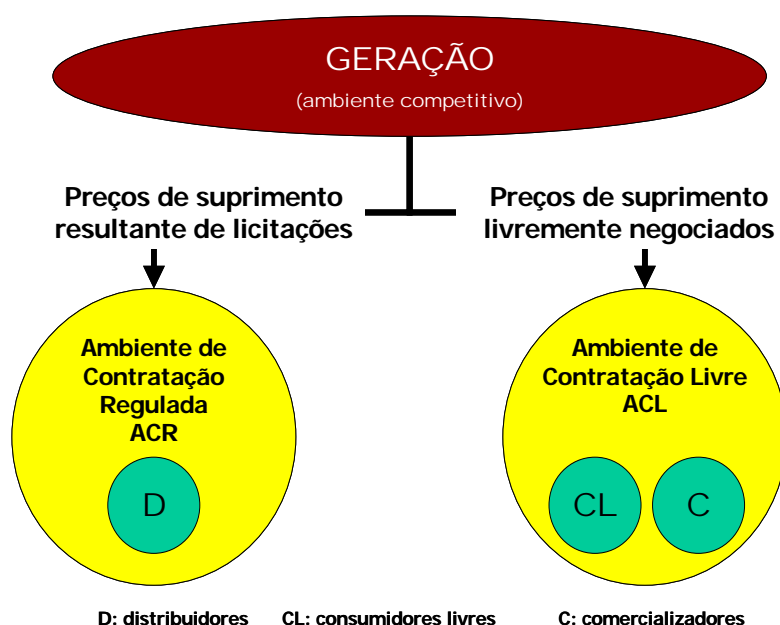 GERAÇÃO
(ambiente competitivo)
Preços de suprimento
resultante de licitações
Preços de suprimento
livremente negociados
Ambiente de
Contratação
Regulada
ACR
D
Ambiente de
Contratação Livre
ACL
CL
C
D: distribuidores
CL: consumidores livres
C: comercializadores